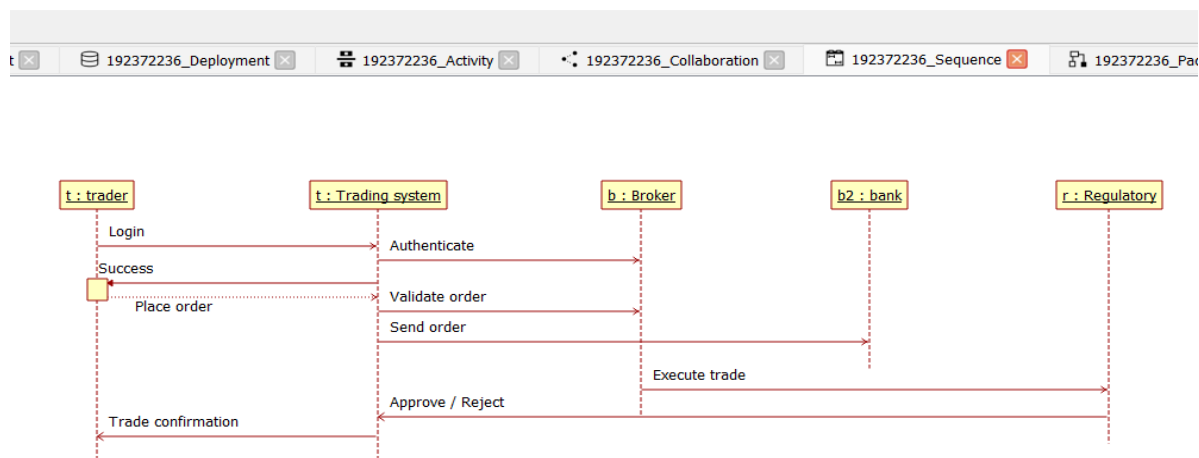 t
192372236_Deployment
192372236_Activity
192372236_Collaboration
192372236_Sequence
192372236_Pac
t : trader
t : Trading system
b : Broker
b2 : bank
r : Regulatory
Login
Authenticate
Success
Place order
Validate order
Send order
Execute trade
Approve / Reject
Trade confirmation